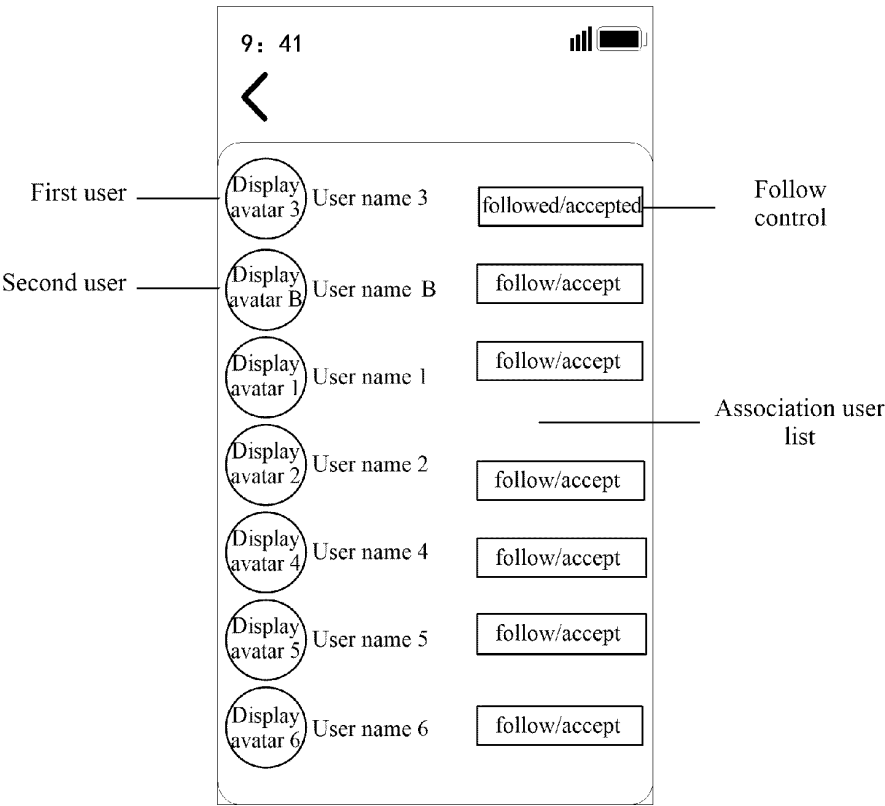 9: 41
First user
Display
avatar 3
User name 3
followed/accepted
Follow
control
Second user
Display
avatar B
User name B
follow/accept
Display
avatar 1
User name 1
follow/accept
Association user
list
Display
avatar 2
User name 2
follow/accept
Display
avatar 4
User name 4
follow/accept
Display
avatar 5
User name 5
follow/accept
Display
avatar 6
User name 6
follow/accept